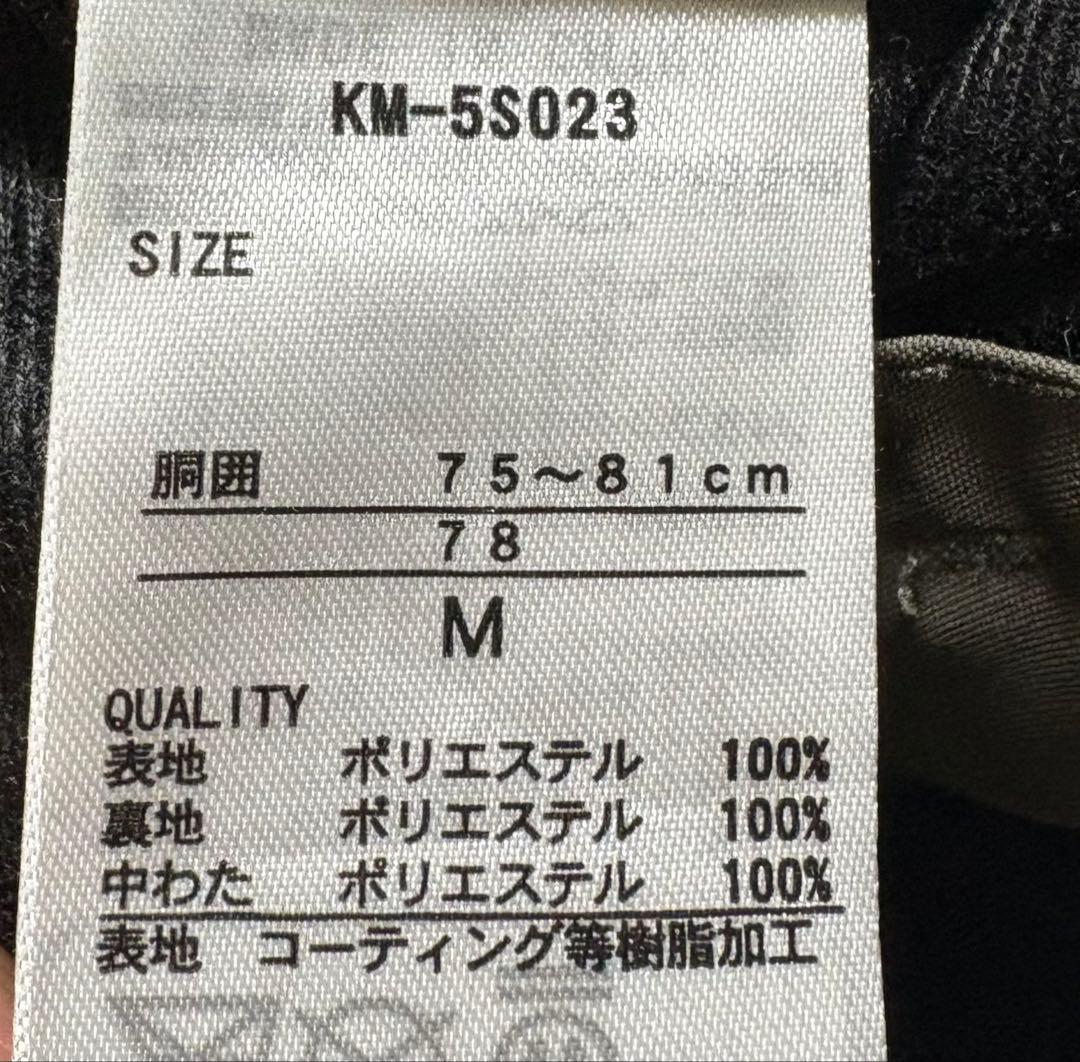 KM-5S023
SIZE
胴囲 75～81cm
78
M
QUALITY
表地 ポリエステル 100%
裏地 ポリエステル 100%
中わた ポリエステル 100%
表地 コーティング等樹脂加工